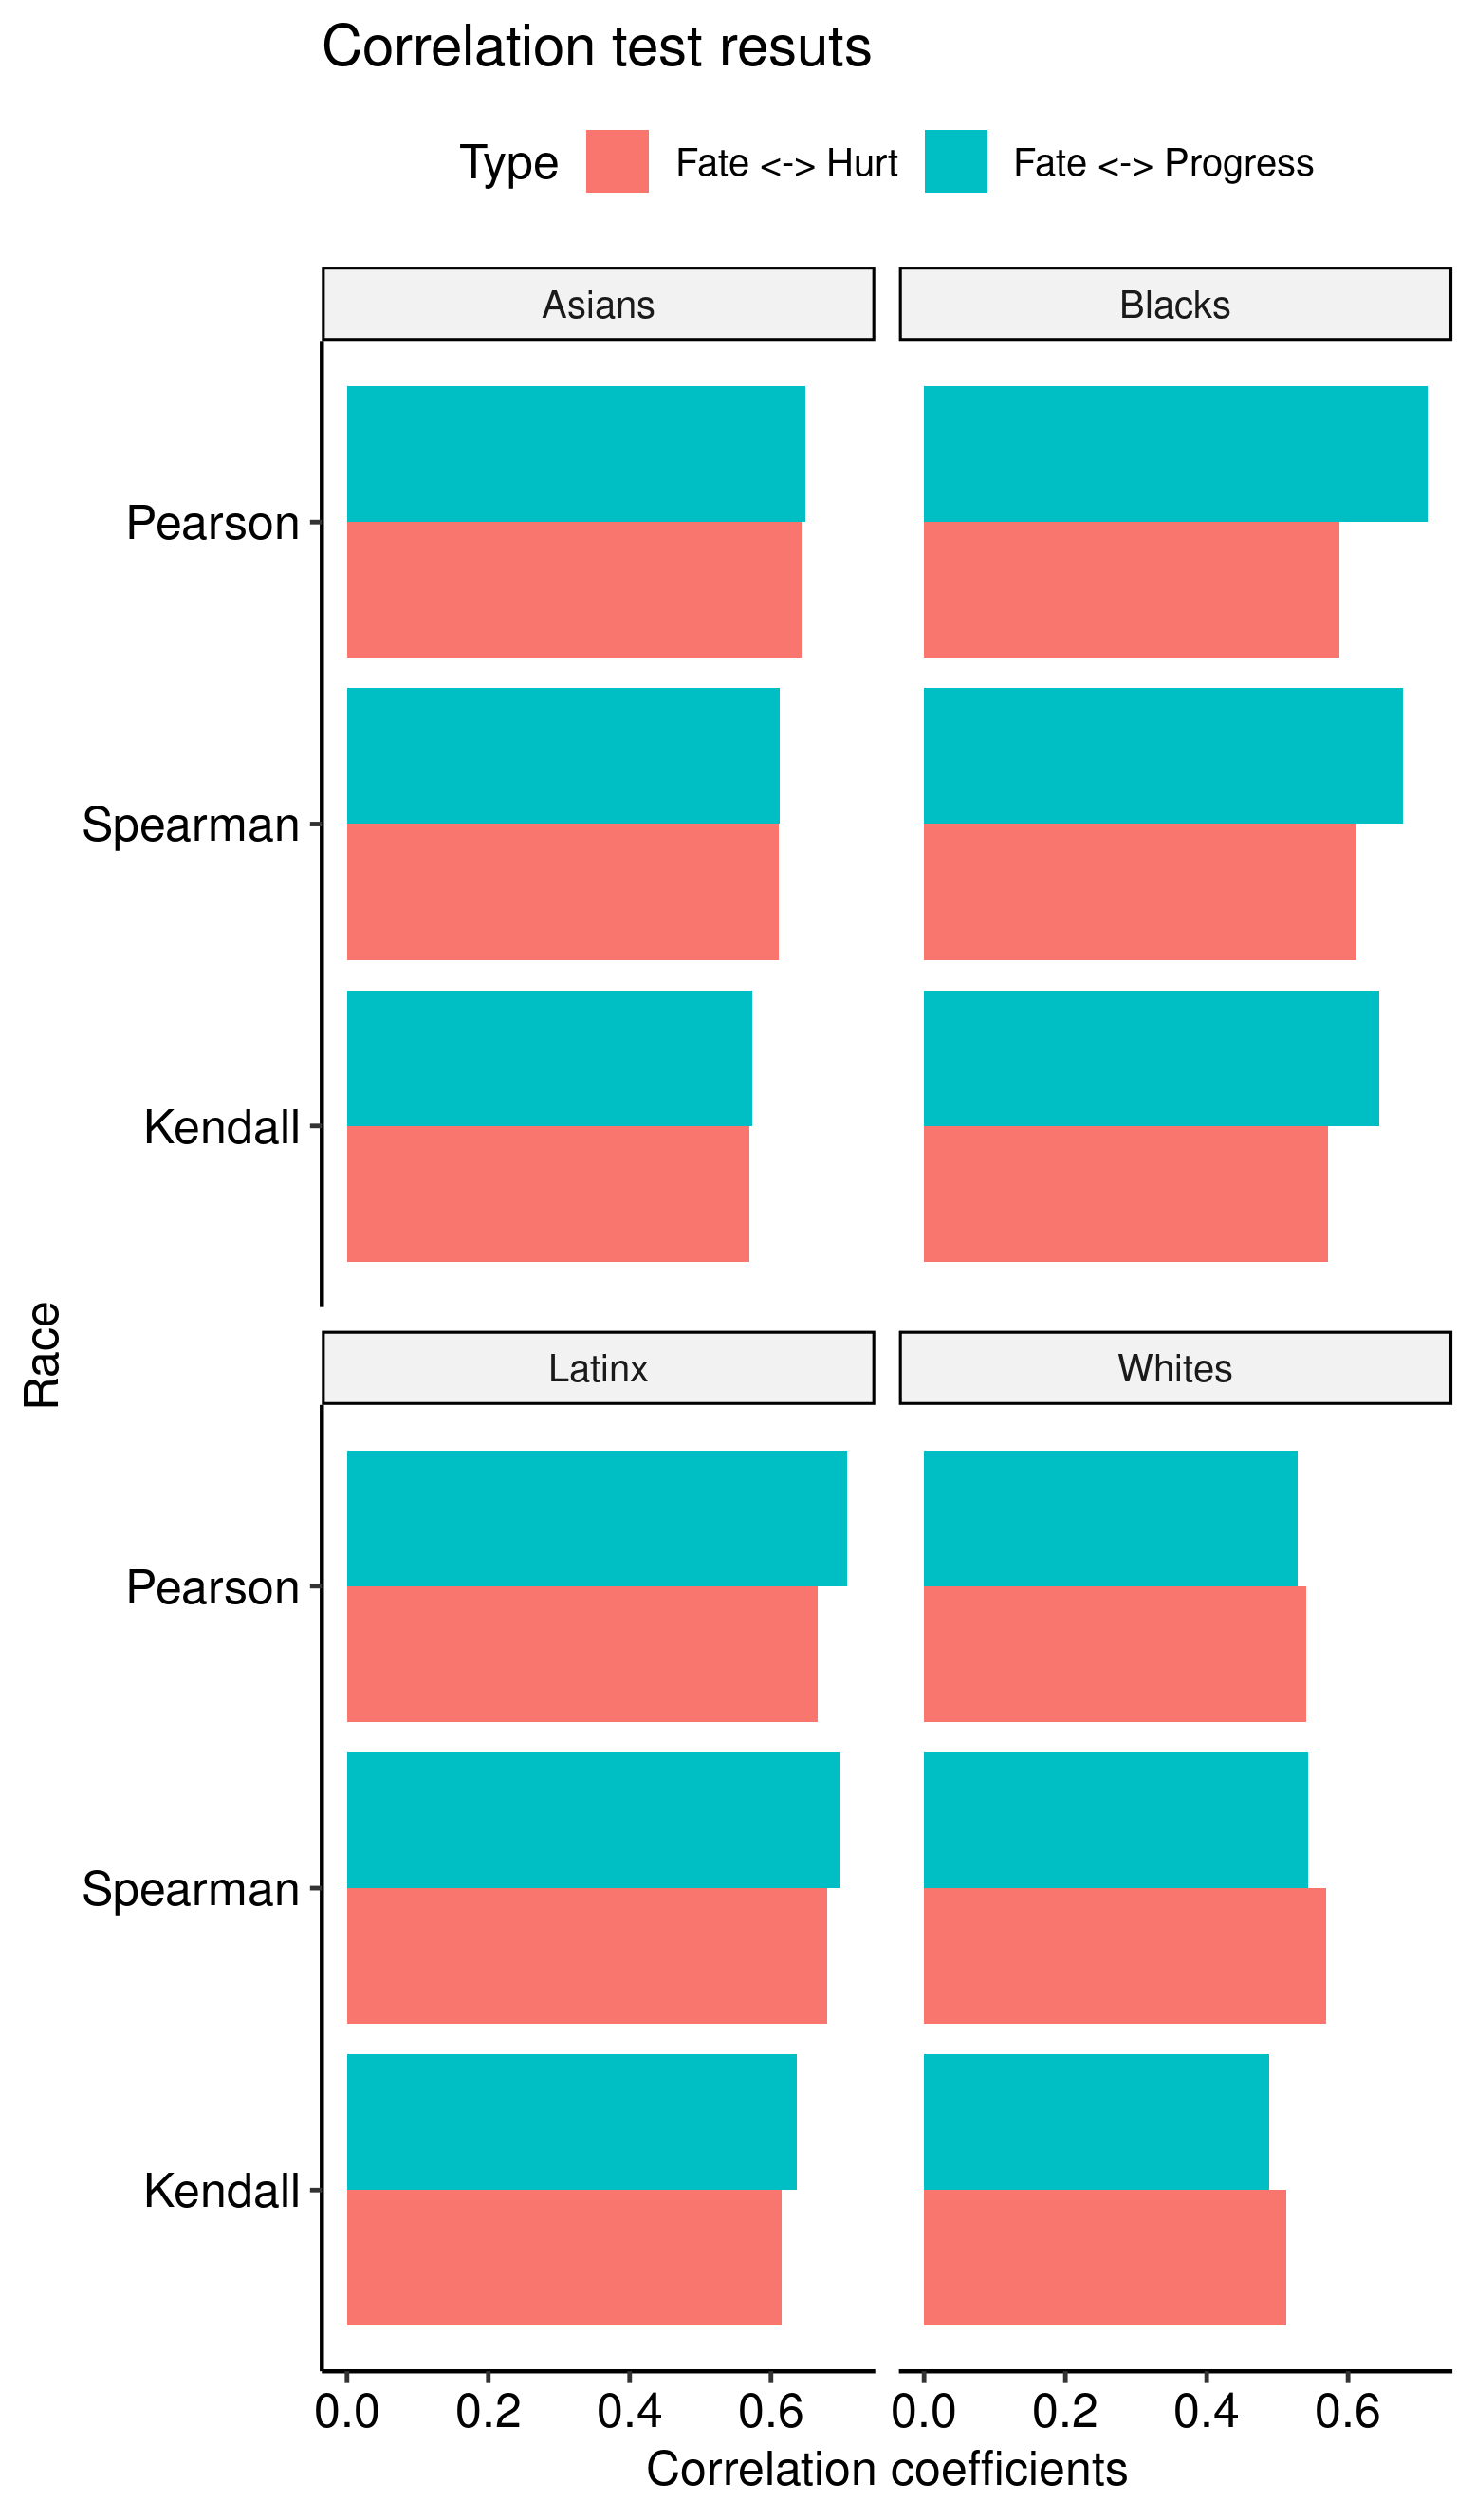 Correlation test resuts
Type Fate <-> Hurt Fate <-> Progress
Asians Blacks
Pearson
Spearman
Kendall
Race
Latinx Whites
Pearson
Spearman
Kendall
0.0 0.2 0.4 0.6 0.0 0.2 0.4 0.6
Correlation coefficients